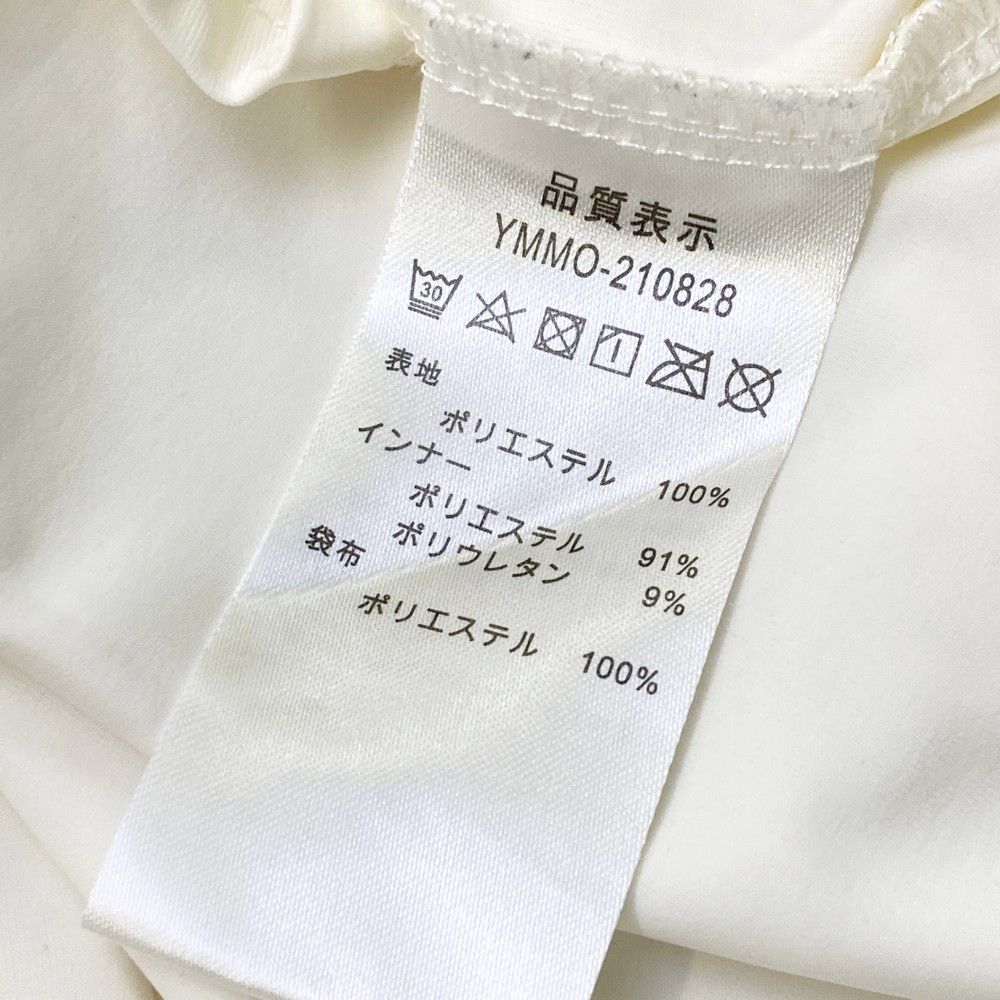 品質表示
YMMO-210828
30
表地
ポリエステル 100%
インナー
ポリエステル 91%
ポリウレタン 9%
袋布
ポリエステル 100%